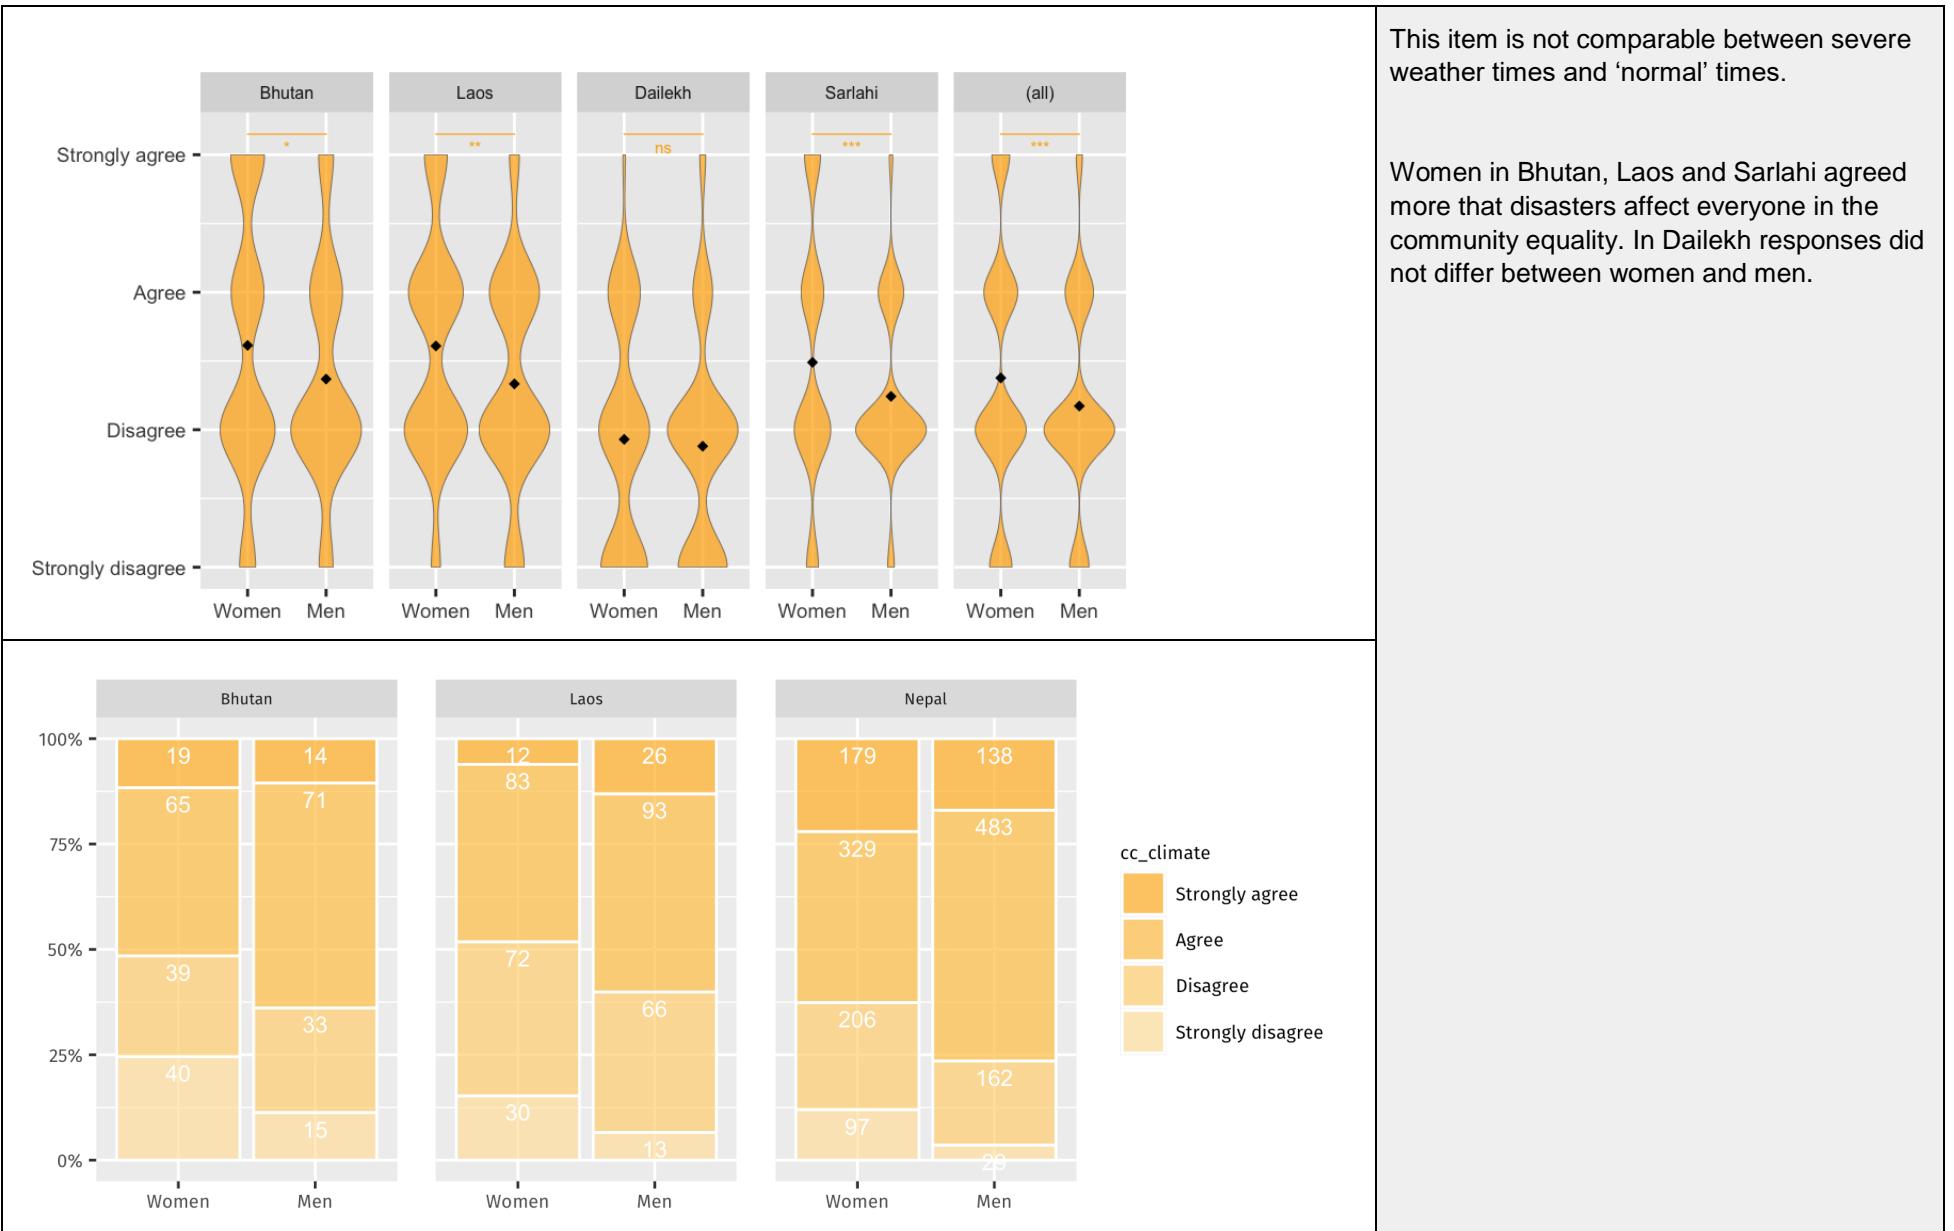 Bhutan
Laos
Dailekh
Sarlahi
(all)
*
**
ns
***
***
Strongly agree
Agree
Disagree
Strongly disagree
Women Men
Women Men
Women Men
Women Men
Women Men
This item is not comparable between severe
weather times and ‘normal’ times.
Women in Bhutan, Laos and Sarlahi agreed
more that disasters affect everyone in the
community equality. In Dailekh responses did
not differ between women and men.
Bhutan
Laos
Nepal
100%
75%
50%
25%
0%
19
65
39
40
14
71
33
15
12
83
72
30
26
93
66
13
179
329
206
97
138
483
162
29
Women Men
Women Men
Women Men
cc_climate
Strongly agree
Agree
Disagree
Strongly disagree